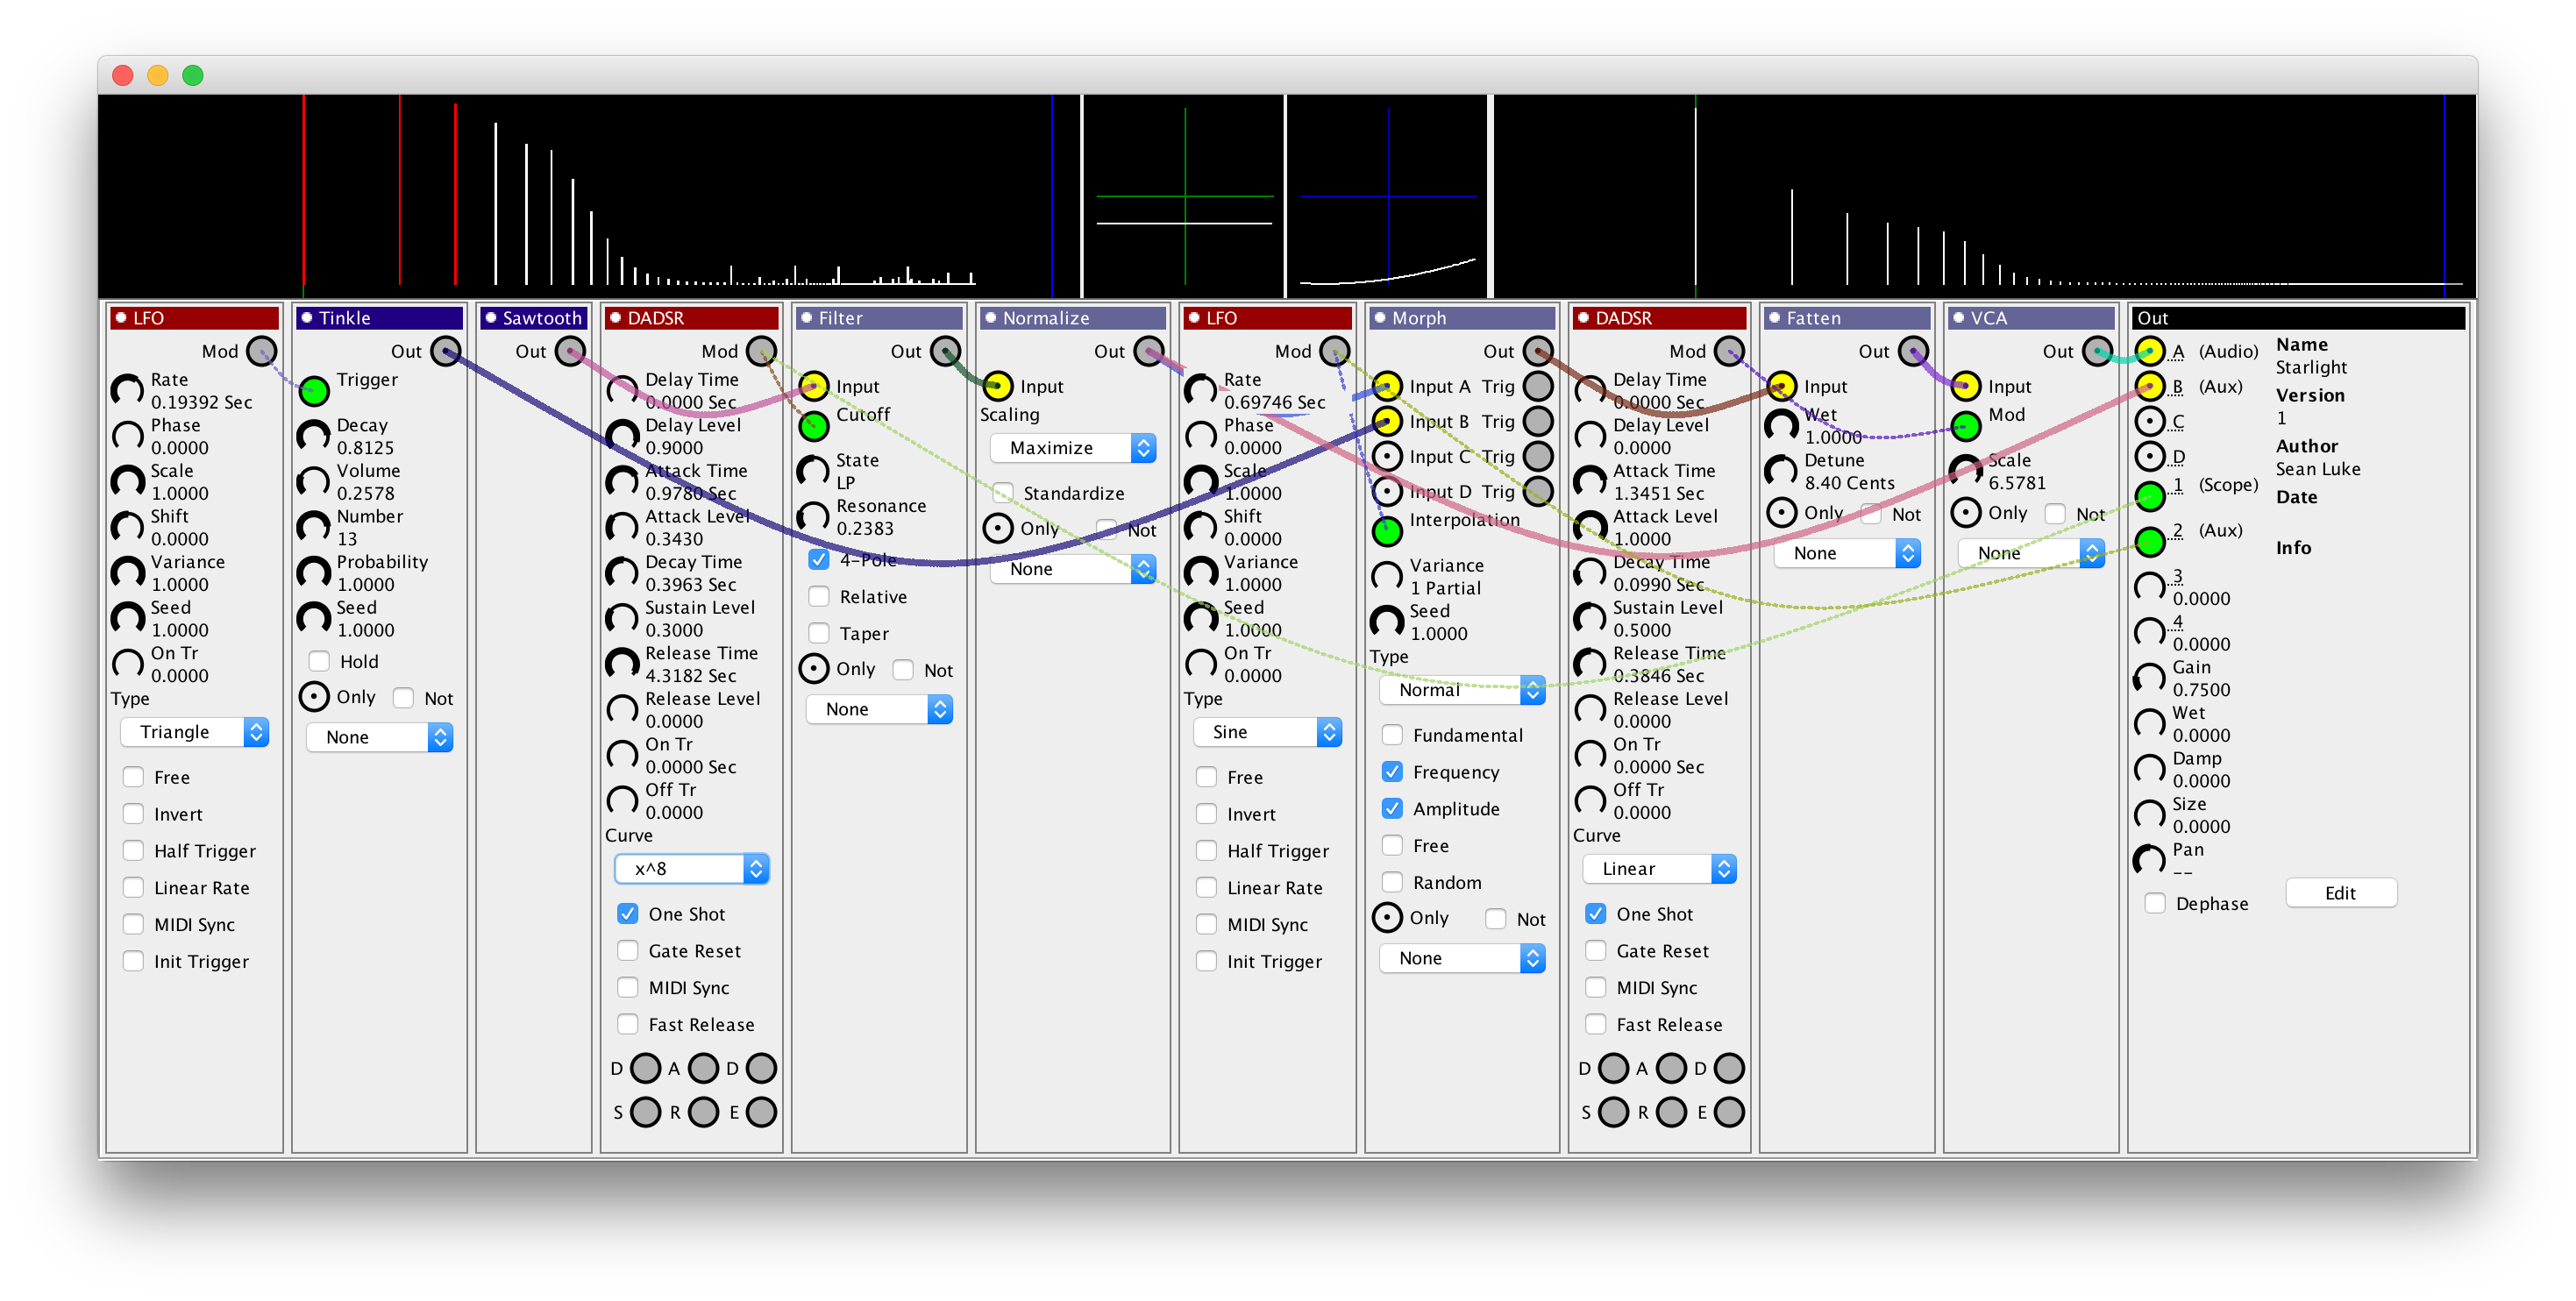 LFO
Mod
Rate
0.19392 Sec
Phase
0.0000
Scale
1.0000
Shift
0.0000
Variance
1.0000
Seed
1.0000
On Tr
0.0000
Type
Triangle
Free
Invert
Half Trigger
Linear Rate
MIDI Sync
Init Trigger
Tinkle
Out
Trigger
Decay
0.8125
Volume
0.2578
Number
13
Probability
1.0000
Seed
1.0000
Hold
Only Not
None
Sawtooth
Out
DADSR
Mod
Delay Time
0.0000 Sec
Delay Level
0.9000
Attack Time
0.9780 Sec
Attack Level
0.3430
Decay Time
0.3963 Sec
Sustain Level
0.3000
Release Time
4.3182 Sec
Release Level
0.0000
On Tr
0.0000 Sec
Off Tr
0.0000
Curve
x^8
One Shot
Gate Reset
MIDI Sync
Fast Release
D A D
S R E
Filter
Out
Input
Cutoff
State
LP
Resonance
0.2383
4-Pole
Relative
Taper
Only Not
None
Normalize
Out
Input
Scaling
Maximize
Standardize
Only Not
None
LFO
Mod
Rate
0.69746 Sec
Phase
0.0000
Scale
1.0000
Shift
0.0000
Variance
1.0000
Seed
1.0000
On Tr
0.0000
Type
Sine
Free
Invert
Half Trigger
Linear Rate
MIDI Sync
Init Trigger
Morph
Out
Input A Trig
Input B Trig
Input C Trig
Input D Trig
Interpolation
Variance
1 Partial
Seed
1.0000
Type
Normal
Fundamental
Frequency
Amplitude
Free
Random
Only Not
None
DADSR
Mod
Delay Time
0.0000 Sec
Delay Level
0.0000
Attack Time
1.3451 Sec
Attack Level
1.0000
Decay Time
0.0990 Sec
Sustain Level
0.5000
Release Time
0.3846 Sec
Release Level
0.0000
On Tr
0.0000 Sec
Off Tr
0.0000
Curve
Linear
One Shot
Gate Reset
MIDI Sync
Fast Release
D A D
S R E
Fatten
Out
Input
Wet
1.0000
Detune
8.40 Cents
Only Not
None
VCA
Out
Input
Mod
Scale
6.5781
Only Not
None
Out
A (Audio)
B (Aux)
C
D
1 (Scope)
2 (Aux)
3
0.0000
4
0.0000
Gain
0.7500
Wet
0.0000
Damp
0.0000
Size
0.0000
Pan
--
Dephase
Name
Starlight
Version
1
Author
Sean Luke
Date
Info
Edit